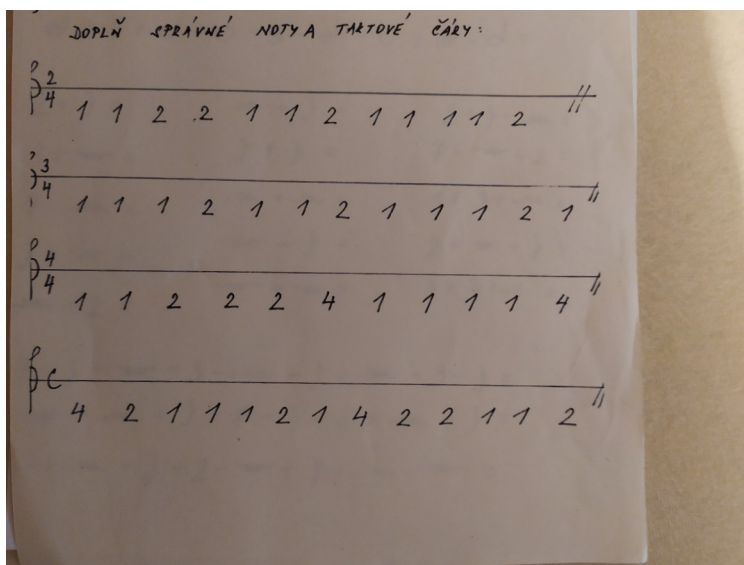 DOPLŇ SPRÁVNÉ NOTY A TAKTOVÉ ČÁRY:
2/4 1 1 2 2 1 1 2 1 1 1 1 2
3/4 1 1 1 2 1 1 2 1 1 1 2 1
4/4 1 1 2 2 2 4 1 1 1 1 4
C 4 2 1 1 1 2 1 4 2 2 1 1 2